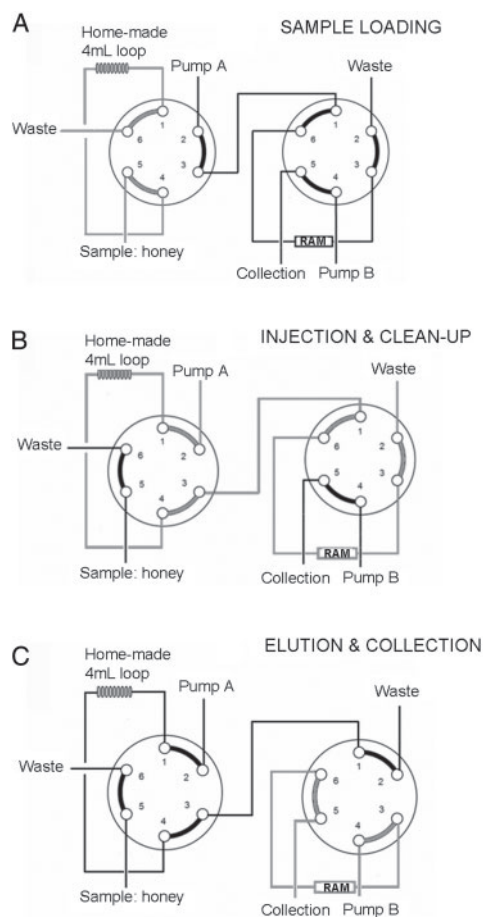 A
SAMPLE LOADING
Home-made
4mL loop
Pump A
Waste
Waste
1
2
3
4
5
6
1
2
3
4
5
6
Sample: honey
RAM
Collection
Pump B
B
INJECTION & CLEAN-UP
Home-made
4mL loop
Pump A
Waste
Waste
1
2
3
4
5
6
1
2
3
4
5
6
Sample: honey
RAM
Collection
Pump B
C
ELUTION & COLLECTION
Home-made
4mL loop
Pump A
Waste
Waste
1
2
3
4
5
6
1
2
3
4
5
6
Sample: honey
RAM
Collection
Pump B